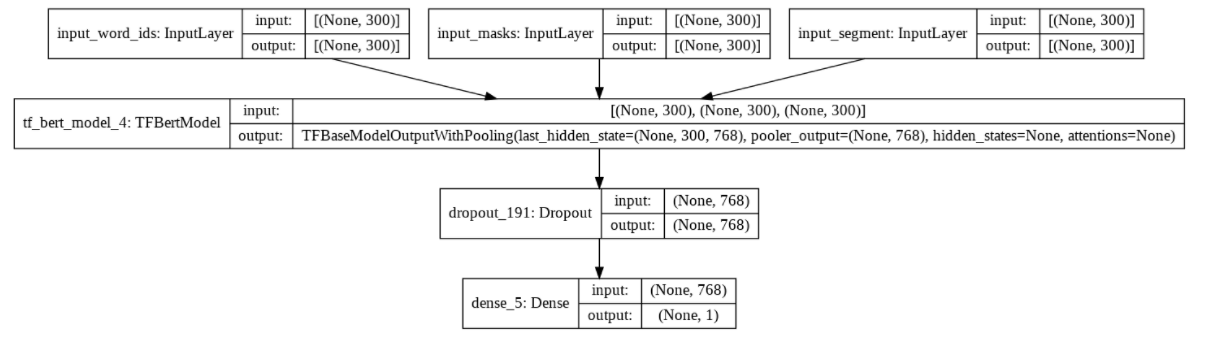 input_word_ids: InputLayer input: [(None, 300)] output: [(None, 300)]
input_masks: InputLayer input: [(None, 300)] output: [(None, 300)]
input_segment: InputLayer input: [(None, 300)] output: [(None, 300)]
tf_bert_model_4: TFBertModel input: [(None, 300), (None, 300), (None, 300)]
output: TFBaseModelOutputWithPooling(last_hidden_state=(None, 300, 768), pooler_output=(None, 768), hidden_states=None, attentions=None)
dropout_191: Dropout input: (None, 768)
output: (None, 768)
dense_5: Dense input: (None, 768)
output: (None, 1)